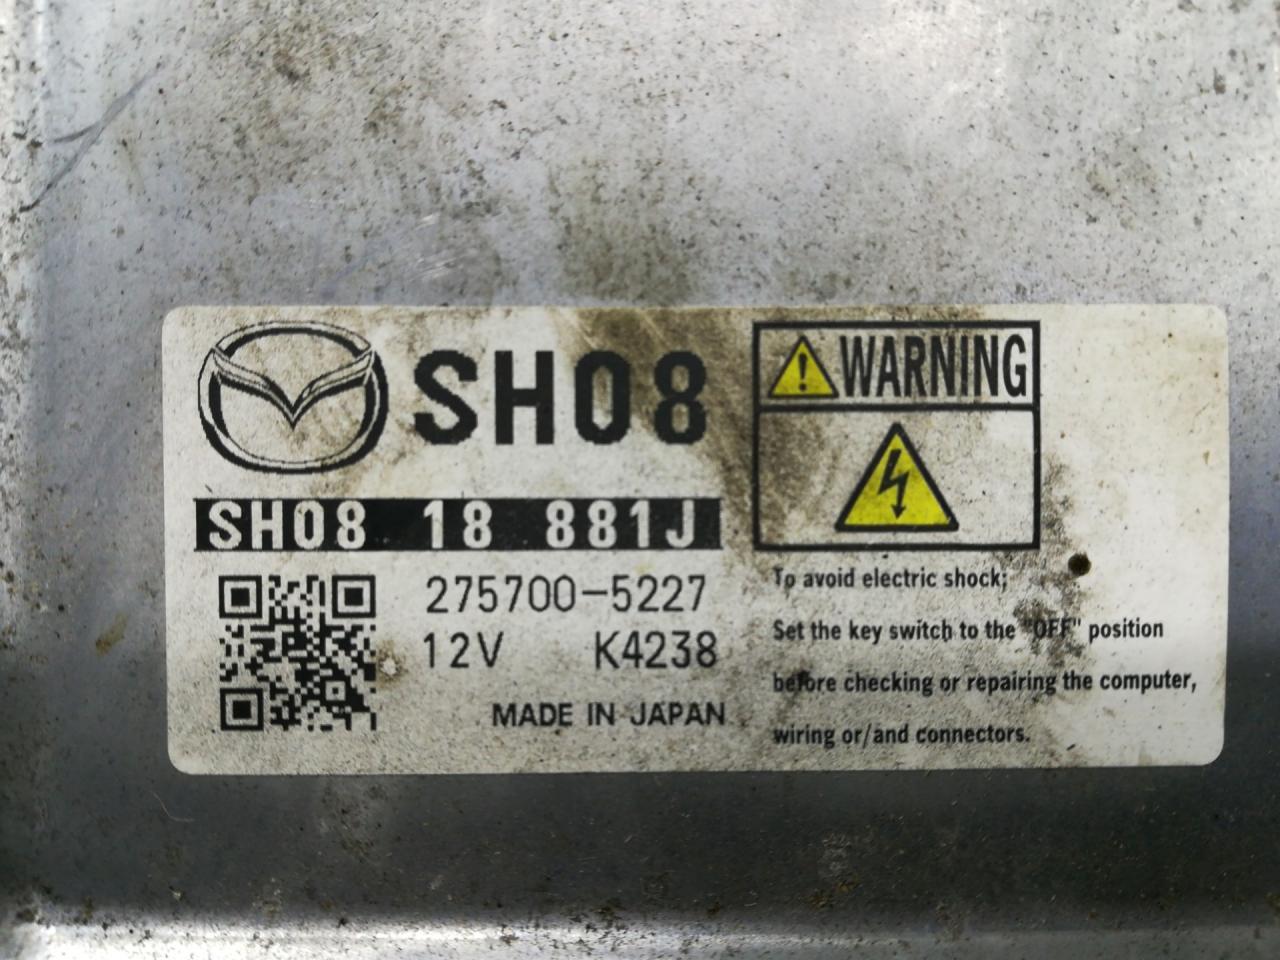 SH08
SH08 18 881J
275700-5227
12V K4238
MADE IN JAPAN
WARNING
To avoid electric shock;
Set the key switch to the "OFF" position
before checking or repairing the computer,
wiring or/and connectors.